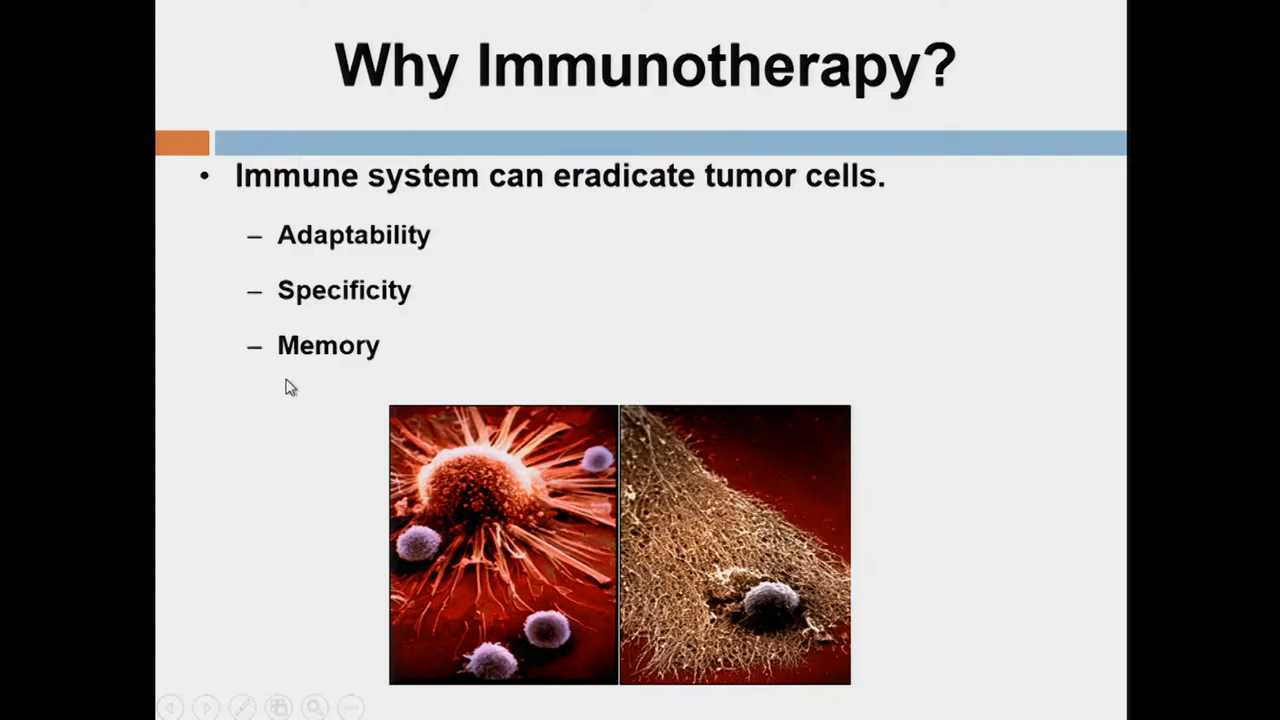 Why Immunotherapy?
• Immune system can eradicate tumor cells.
– Adaptability
– Specificity
– Memory